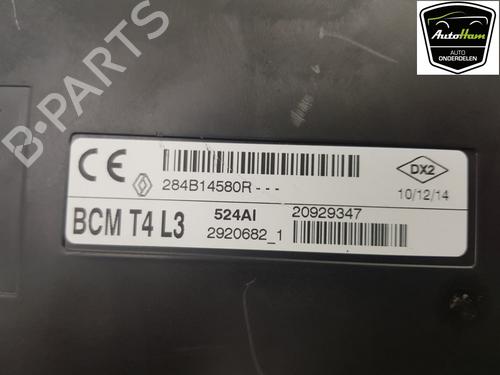 AutoHam
AUTO
ONDERDELEN
B-PARTS
CE
284B14580R---
DX2
10/12/14
BCM T4 L3
524AI
20929347
2920682_1